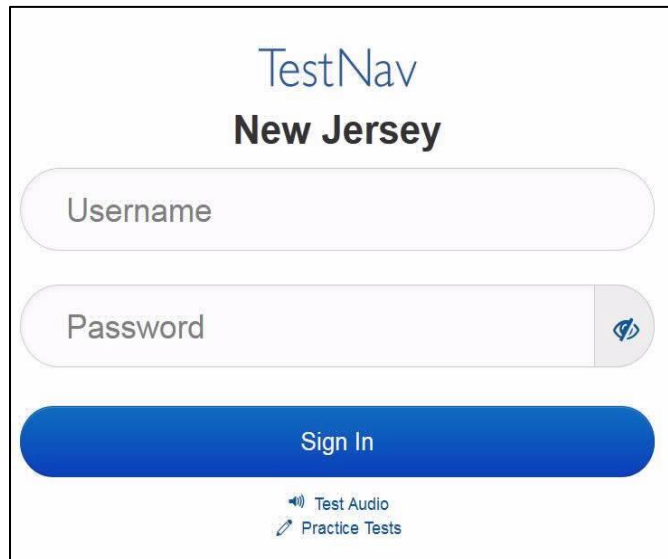 TestNav
New Jersey
Username
Password
Sign In
Test Audio
Practice Tests